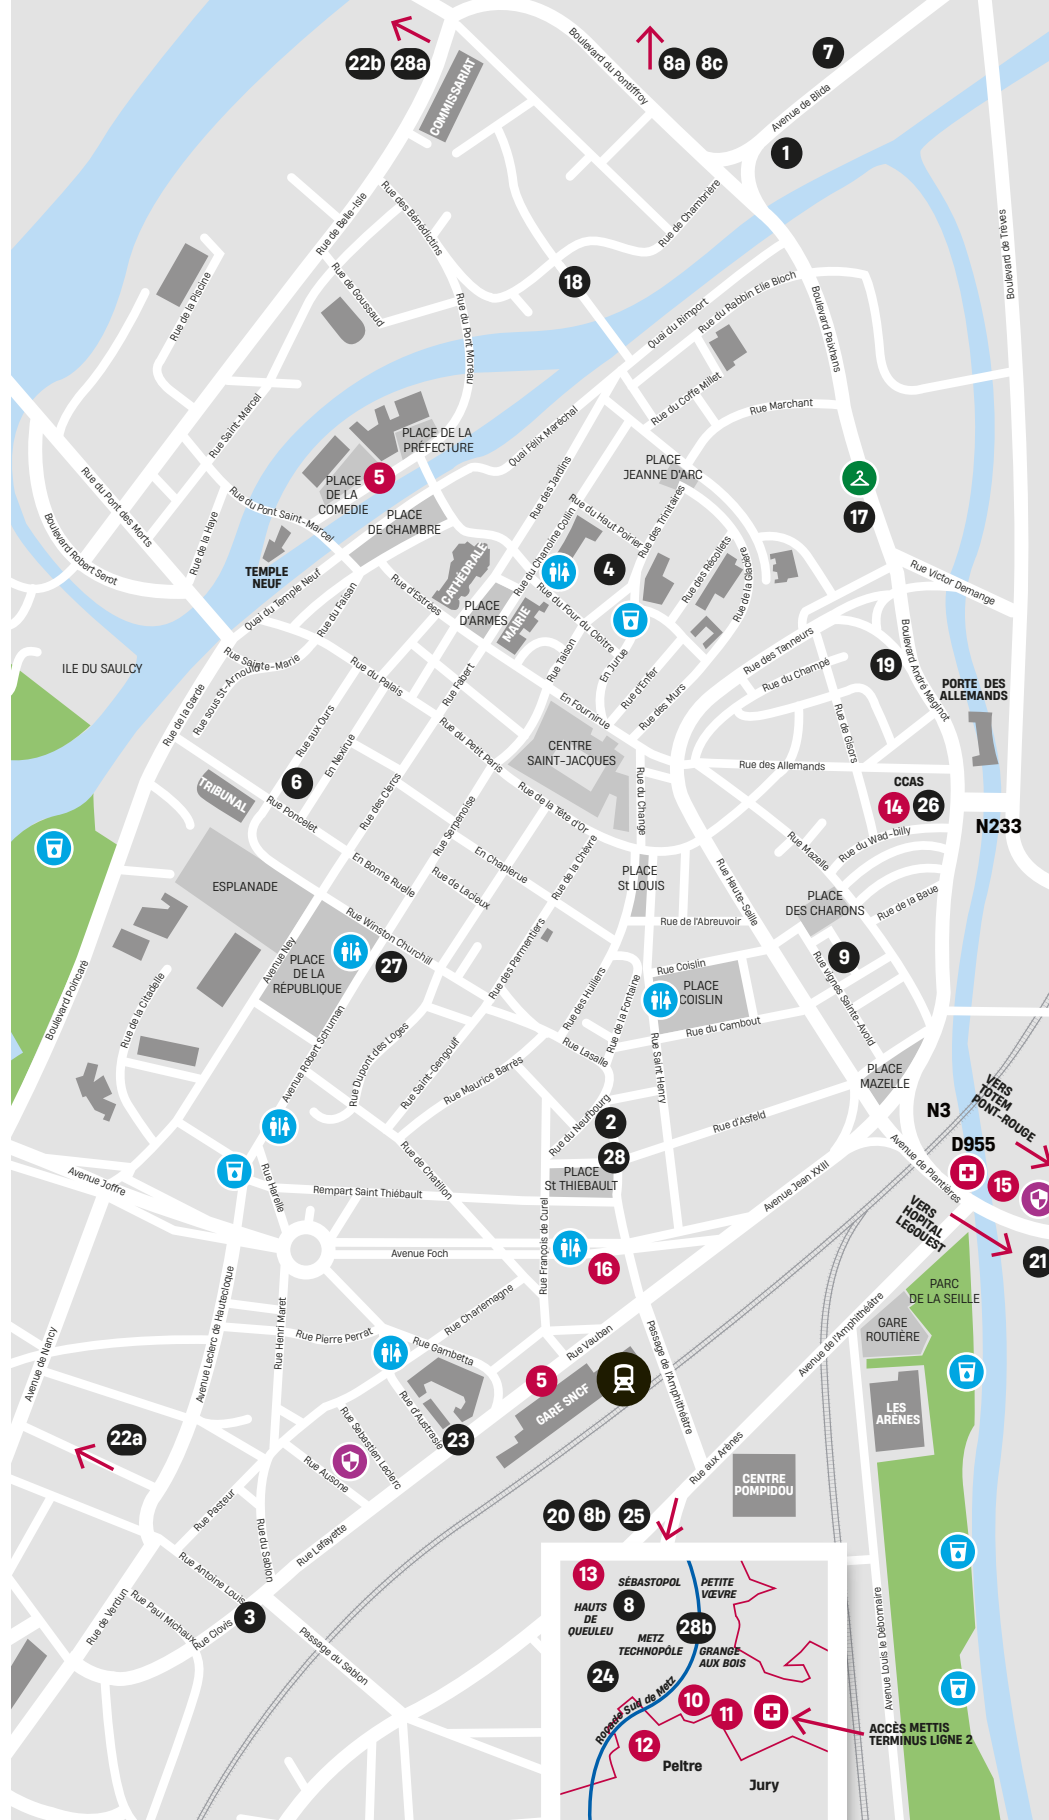 22b
28a
COMMISSARIAT
Boulevard du Pontiffroy
8a
8c
7
Avenue de Blida
1
Boulevard de Trèves
Rue des Bénédictins
Rue de Belle-Isle
Rue de Chambrière
Rue de la Piscine
Rue de Goussaud
18
Rue du Pont Moreau
Quai du Rimport
Rue du Rabbin Elie Bloch
Boulevard Paixhans
Rue Saint-Marcel
Rue du Coffe Millet
Rue Marchant
PLACE DE LA
PRÉFECTURE
Quai Félix Maréchal
PLACE
DE LA
COMEDIE
5
PLACE
JEANNE D'ARC
Rue du Pont des Morts
Rue du Pont Saint-Marcel
PLACE
DE CHAMBRE
Rue des Jardins
Rue du Haut Poirier
Rue des Trinitaires
17
Boulevard Robert Serot
Rue de la Haye
TEMPLE
NEUF
CATHÉDRALE
Rue du Chanoine Collin
4
Rue des Récollets
Rue de la Glacière
Rue Victor Demange
Quai du Temple Neuf
Rue du Faisan
Rue d'Estrées
PLACE
D'ARMES
MAIRIE
Rue du Four du Cloître
Rue Taison
En Jurue
Rue d'Enfer
Rue des Murs
Rue des Tanneurs
Rue du Champé
19
Boulevard André Maginot
PORTE DES
ALLEMANDS
ILE DU SAULCY
Rue Sainte-Marie
Rue sous St-Arnould
Rue de la Garde
Rue du Palais
Rue Fabert
En Fournirue
Rue aux Ours
En Nexirue
Rue du Petit Paris
CENTRE
SAINT-JACQUES
Rue de Gisors
Rue des Allemands
CCAS
14
26
N233
6
TRIBUNAL
Rue Poncelet
Rue des Clercs
Rue Serpenoise
Rue de la Tête d'Or
Rue du Change
Rue Mazelle
Rue du Wad-billy
En Bonne Ruelle
En Chaplerue
Rue de Lacieux
Rue de la Chèvre
PLACE
St LOUIS
Rue Haute-Seille
PLACE
DES CHARONS
Rue de la Baue
ESPLANADE
Rue Winston Churchill
Rue des Parmentiers
Rue de l'Abreuvoir
Avenue Ney
PLACE
DE LA
RÉPUBLIQUE
27
9
Rue vignes Sainte-Avoid
Rue Coislin
PLACE
COISLIN
Rue du Cambout
Boulevard Poincaré
Rue de la Citadelle
Avenue Robert Schuman
Rue Dupont des Loges
Rue Saint-Gengoulf
Rue Maurice Barrès
Rue des Huiliers
Rue de la Fontaine
Rue Lasalle
Rue Saint Henry
PLACE
MAZELLE
VERS
TOTEM
PONT-ROUGE
N3
D955
2
Rue du Neufbourg
28
Rue d'Asfeld
PLACE
St THIEBAULT
Avenue Jean XXIII
Avenue de Plantières
15
VERS
HOPITAL
LEGOUEST
21
Avenue Joffre
Rue Harelle
Rue de Chatillon
Rempart Saint Thiébault
Avenue Foch
Rue François de Curel
16
PARC
DE LA SEILLE
GARE
ROUTIÈRE
Avenue de l'Amphithéâtre
Avenue de Nancy
Avenue Leclerc de Hautecloque
Rue Henri Maret
Rue Pierre Perrat
Rue Gambetta
Rue Charlemagne
Rue Vauban
Passage de l'Amphithéâtre
5
GARE SNCF
LES
ARÈNES
22a
Rue d'Austrasie
23
Rue Sebastien Leclerc
Rue Ausone
Rue aux Arènes
CENTRE
POMPIDOU
Rue Pasteur
Rue du Sablon
Rue Lafayette
20
8b
25
Rue Antoine Louis
Rue de Verdun
Rue Paul Michaux
Rue Clovis
3
Passage du Sablon
Avenue Louis le Débonnaire
13
SÉBASTOPOL
PETITE
VŒVRE
HAUTS
DE
QUEULEU
8
28b
METZ
TECHNOPÔLE
GRANGE
AUX BOIS
24
Rocade Sud de Metz
10
11
12
Peltre
Jury
ACCÈS METTIS
TERMINUS LIGNE 2